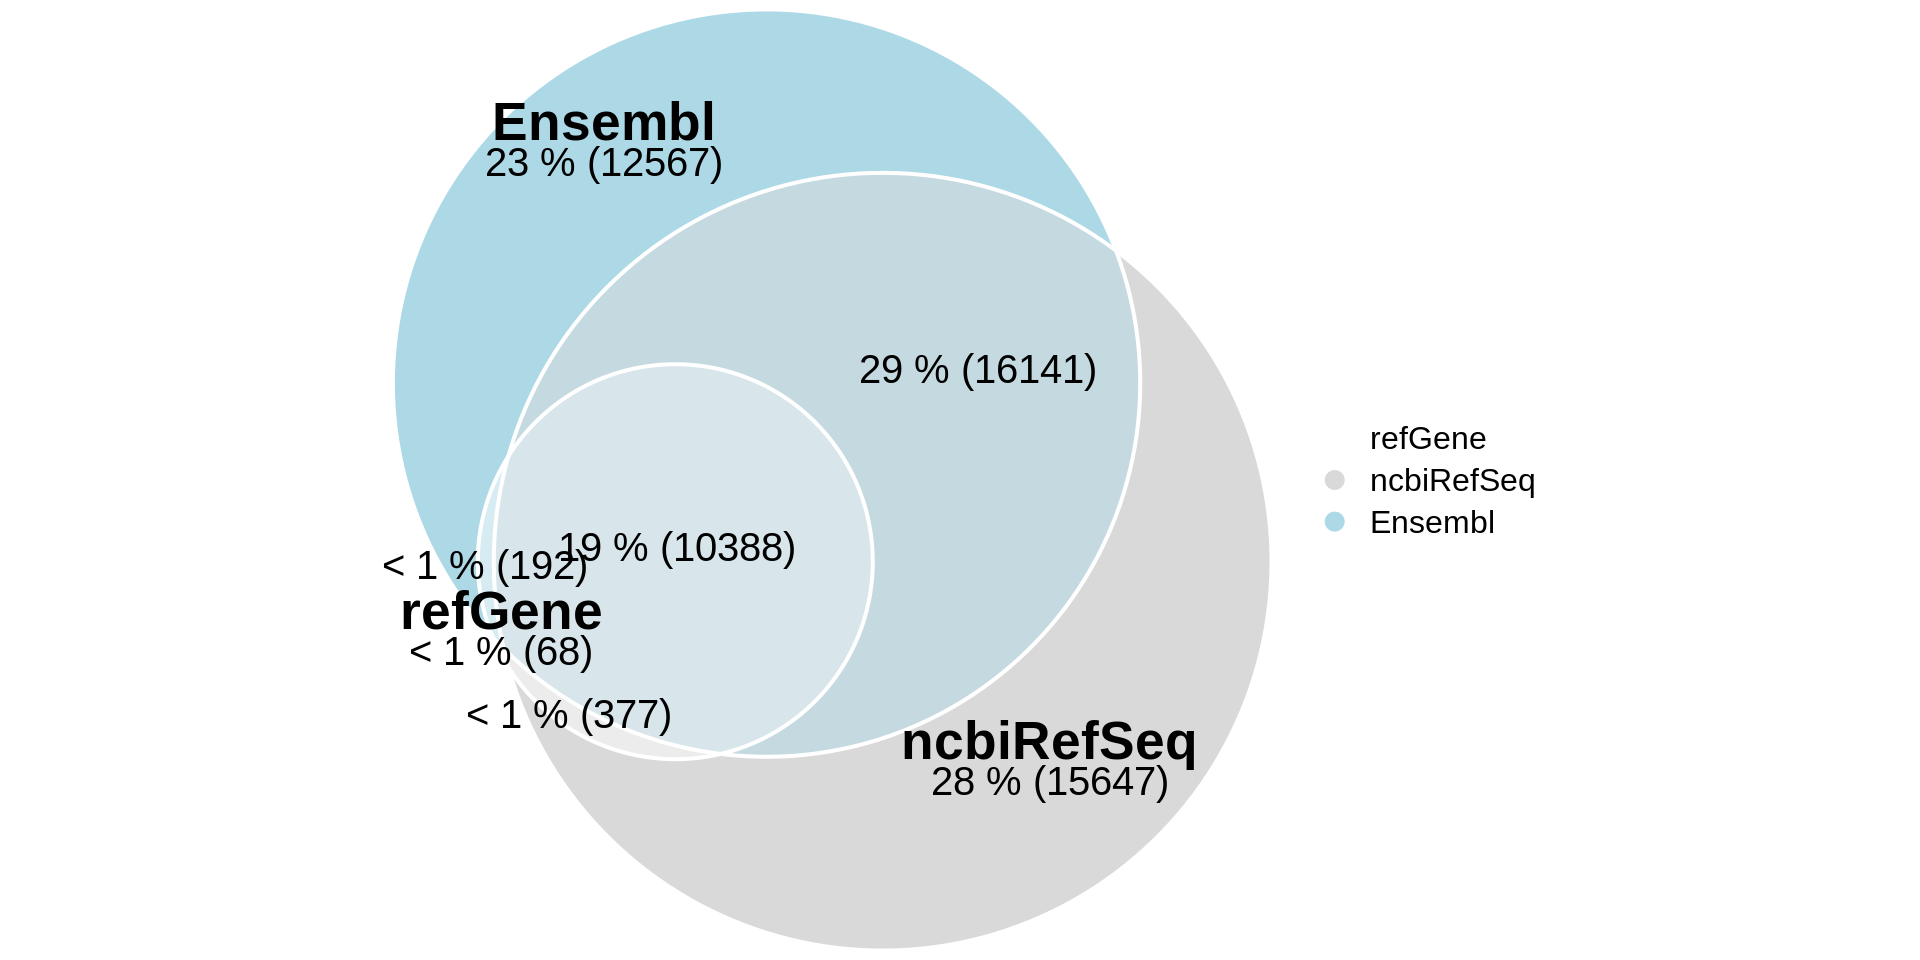 Ensembl
23 % (12567)
29 % (16141)
19 % (10388)
< 1 % (192)
refGene
< 1 % (68)
< 1 % (377)
ncbiRefSeq
28 % (15647)
refGene
ncbiRefSeq
Ensembl